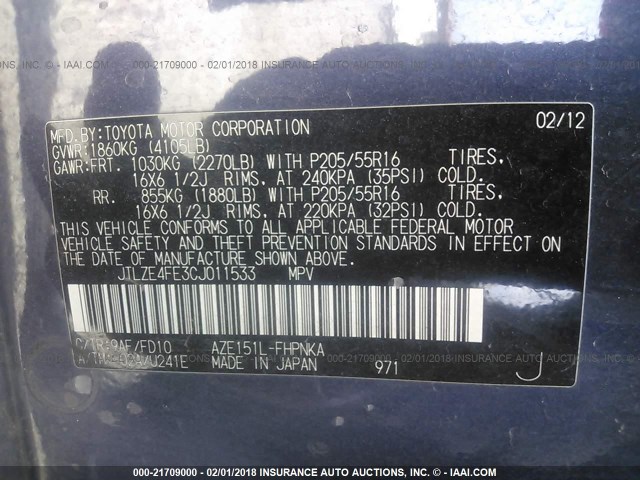 000-21709000 - 02/01/2018 INSURANCE AUTO AUCTIONS, INC. - © IAAI.COM
MFD.BY:TOYOTA MOTOR CORPORATION 02/12
GVWR:1860KG (4105LB)
GAWR:FRT. 1030KG (2270LB) WITH P205/55R16 TIRES,
16X6 1/2J RIMS, AT 240KPA (35PSI) COLD.
RR. 855KG (1880LB) WITH P205/55R16 TIRES,
16X6 1/2J RIMS, AT 220KPA (32PSI) COLD.
THIS VEHICLE CONFORMS TO ALL APPLICABLE FEDERAL MOTOR
VEHICLE SAFETY AND THEFT PREVENTION STANDARDS IN EFFECT ON
THE DATE OF MANUFACTURE SHOWN ABOVE.
JTLZE4FE3CJ011533 MPV
C/TR: /FD10 AZE151L-FHPNKA
A/TM: /U241E MADE IN JAPAN 971 J
000-21709000 - 02/01/2018 INSURANCE AUTO AUCTIONS, INC. - © IAAI.COM